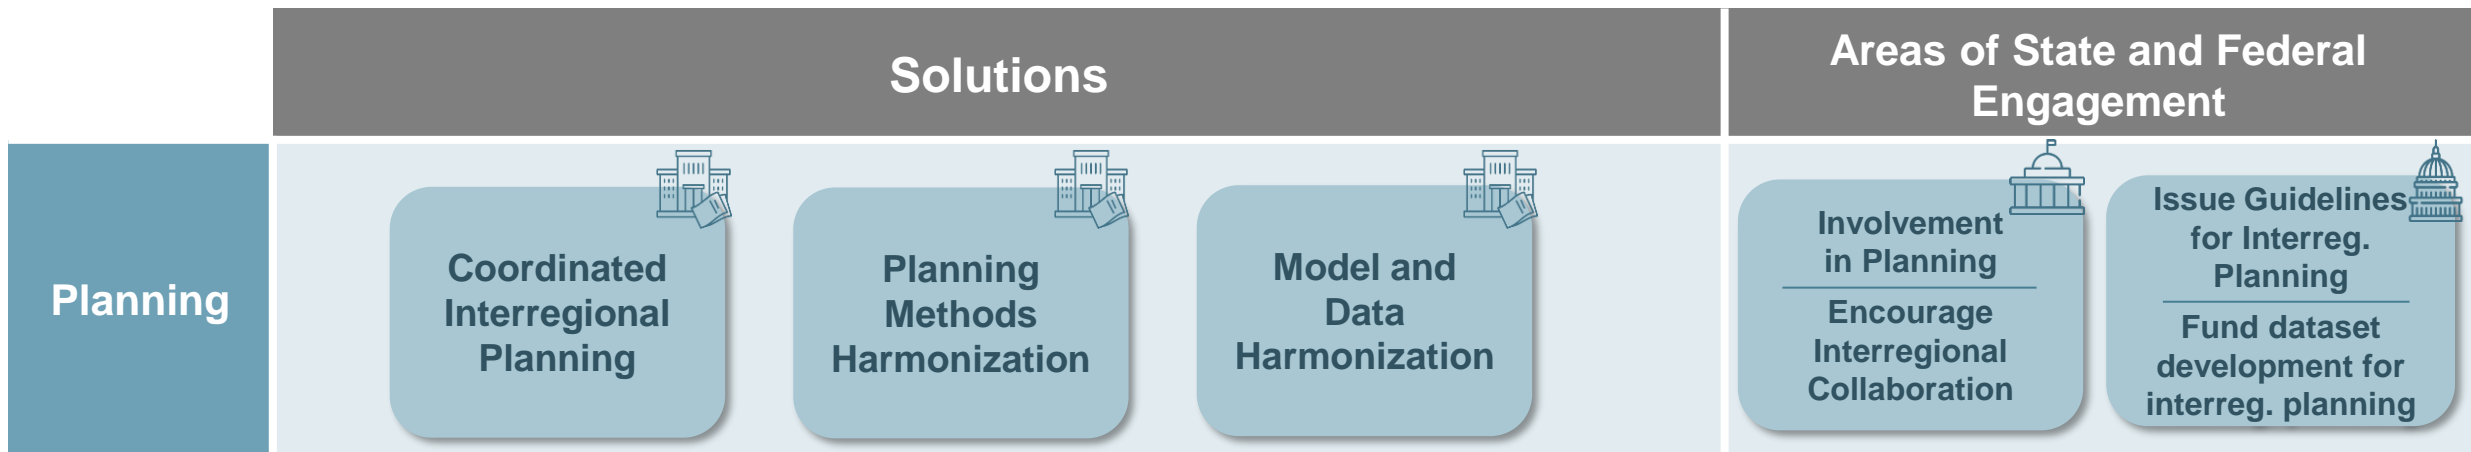 Solutions
Areas of State and Federal
Engagement
Planning
Coordinated
Interregional
Planning
Planning
Methods
Harmonization
Model and
Data
Harmonization
Involvement
in Planning
Encourage
Interregional
Collaboration
Issue Guidelines
for Interreg.
Planning
Fund dataset
development for
interreg. planning